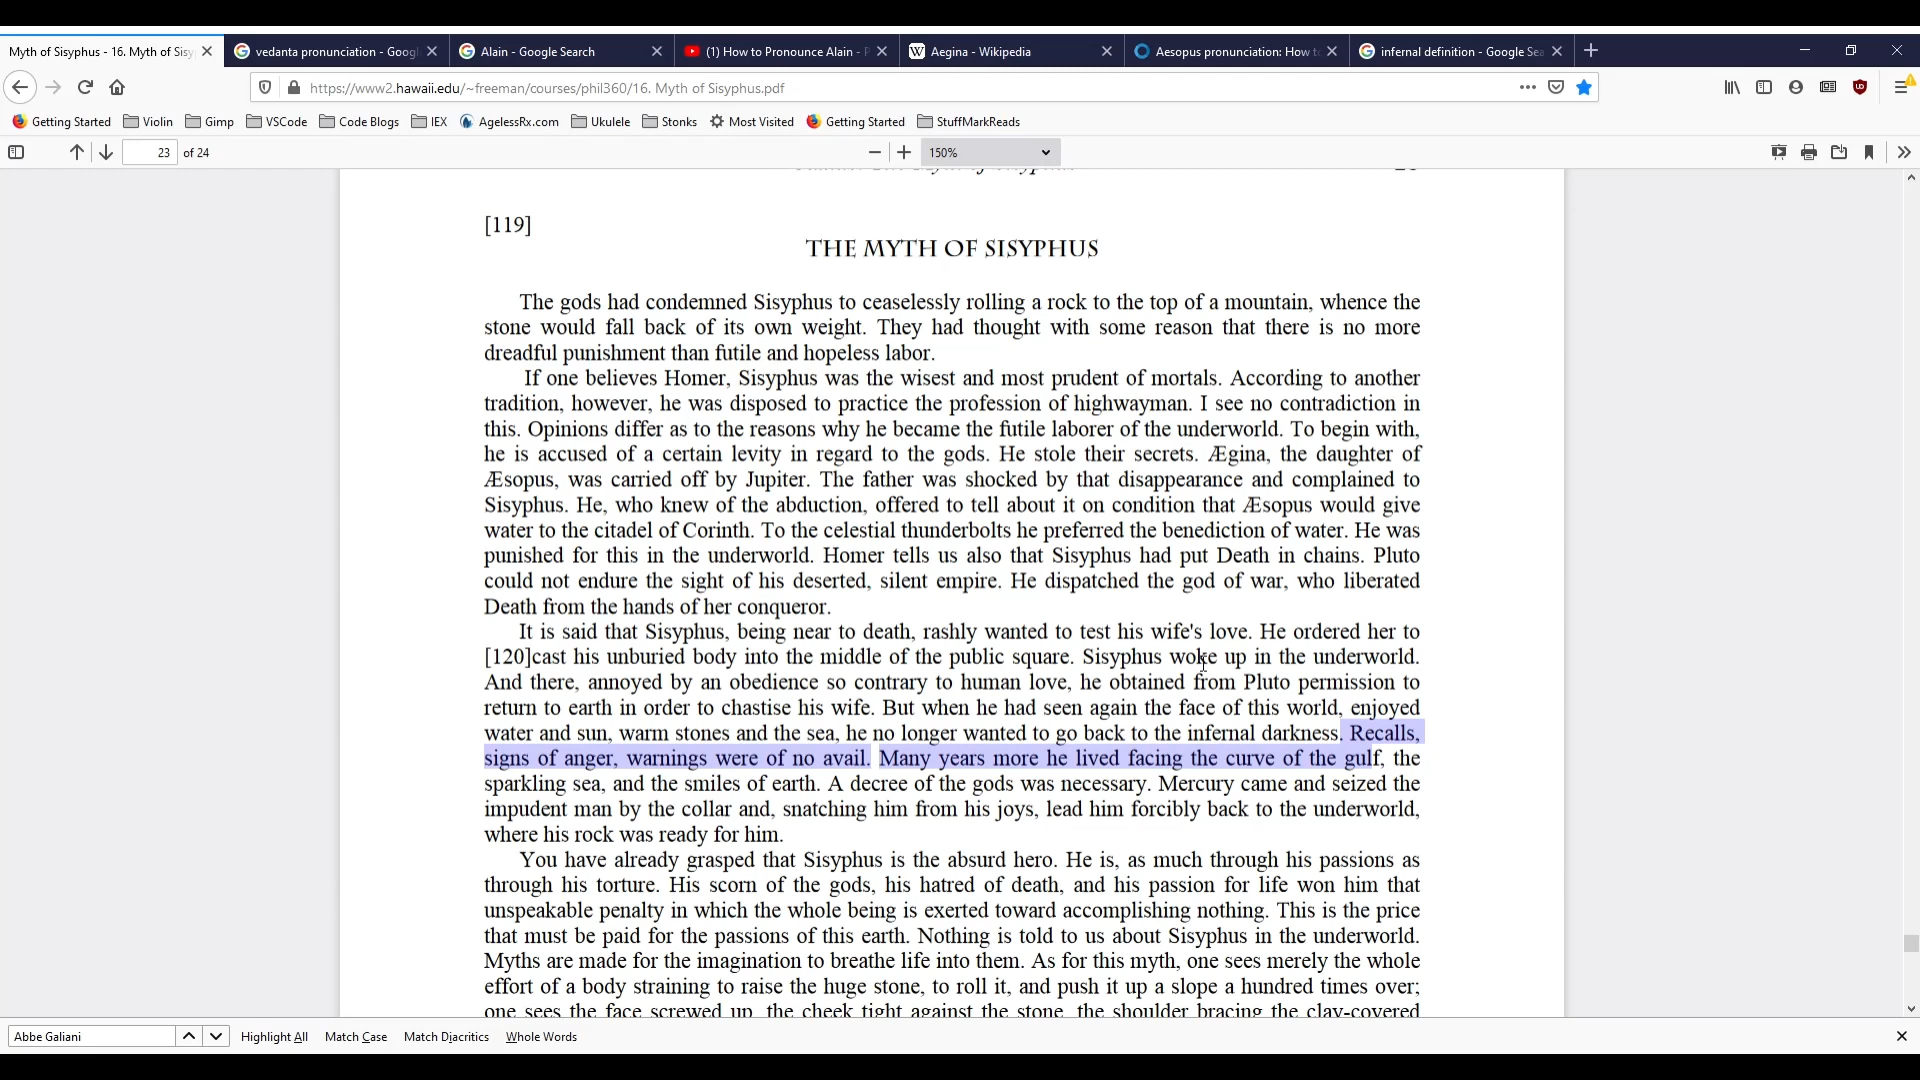 Myth of Sisyphus - 16. Myth of Sisy
vedanta pronunciation - Goog
Alain - Google Search
(1) How to Pronounce Alain -
Aegina - Wikipedia
Aesopus pronunciation: How t
infernal definition - Google Sea
https://www2.hawaii.edu/~freeman/courses/phil360/16. Myth of Sisyphus.pdf
Getting Started Violin Gimp VSCode Code Blogs IEX AgelessRx.com Ukulele Stonks Most Visited Getting Started StuffMarkReads
23 of 24 150%
[119]
THE MYTH OF SISYPHUS
The gods had condemned Sisyphus to ceaselessly rolling a rock to the top of a mountain, whence the
stone would fall back of its own weight. They had thought with some reason that there is no more
dreadful punishment than futile and hopeless labor.
If one believes Homer, Sisyphus was the wisest and most prudent of mortals. According to another
tradition, however, he was disposed to practice the profession of highwayman. I see no contradiction in
this. Opinions differ as to the reasons why he became the futile laborer of the underworld. To begin with,
he is accused of a certain levity in regard to the gods. He stole their secrets. Ægina, the daughter of
Æsopus, was carried off by Jupiter. The father was shocked by that disappearance and complained to
Sisyphus. He, who knew of the abduction, offered to tell about it on condition that Æsopus would give
water to the citadel of Corinth. To the celestial thunderbolts he preferred the benediction of water. He was
punished for this in the underworld. Homer tells us also that Sisyphus had put Death in chains. Pluto
could not endure the sight of his deserted, silent empire. He dispatched the god of war, who liberated
Death from the hands of her conqueror.
It is said that Sisyphus, being near to death, rashly wanted to test his wife's love. He ordered her to
[120]cast his unburied body into the middle of the public square. Sisyphus woke up in the underworld.
And there, annoyed by an obedience so contrary to human love, he obtained from Pluto permission to
return to earth in order to chastise his wife. But when he had seen again the face of this world, enjoyed
water and sun, warm stones and the sea, he no longer wanted to go back to the infernal darkness. Recalls,
signs of anger, warnings were of no avail. Many years more he lived facing the curve of the gulf, the
sparkling sea, and the smiles of earth. A decree of the gods was necessary. Mercury came and seized the
impudent man by the collar and, snatching him from his joys, lead him forcibly back to the underworld,
where his rock was ready for him.
You have already grasped that Sisyphus is the absurd hero. He is, as much through his passions as
through his torture. His scorn of the gods, his hatred of death, and his passion for life won him that
unspeakable penalty in which the whole being is exerted toward accomplishing nothing. This is the price
that must be paid for the passions of this earth. Nothing is told to us about Sisyphus in the underworld.
Myths are made for the imagination to breathe life into them. As for this myth, one sees merely the whole
effort of a body straining to raise the huge stone, to roll it, and push it up a slope a hundred times over;
one sees the face screwed up, the cheek tight against the stone, the shoulder bracing the clay-covered
Abbe Galiani Highlight All Match Case Match Diacritics Whole Words